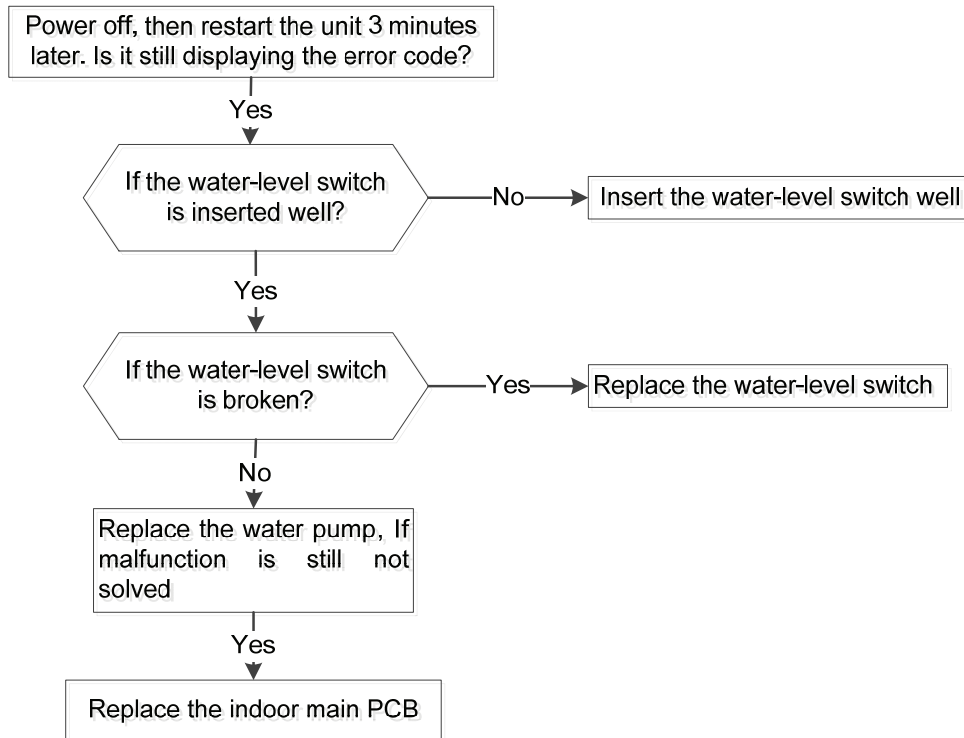 Power off, then restart the unit 3 minutes
later. Is it still displaying the error code?
Yes
If the water-level switch
is inserted well?
No
Insert the water-level switch well
Yes
If the water-level switch
is broken?
Yes
Replace the water-level switch
No
Replace the water pump, If
malfunction is still not
solved
Yes
Replace the indoor main PCB